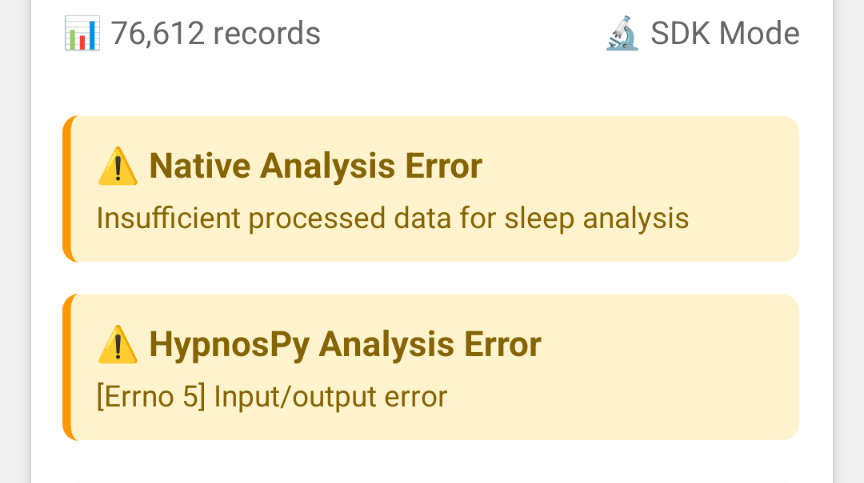 📊 76,612 records
🔬 SDK Mode
⚠️ Native Analysis Error
Insufficient processed data for sleep analysis
⚠️ HypnosPy Analysis Error
[Errno 5] Input/output error